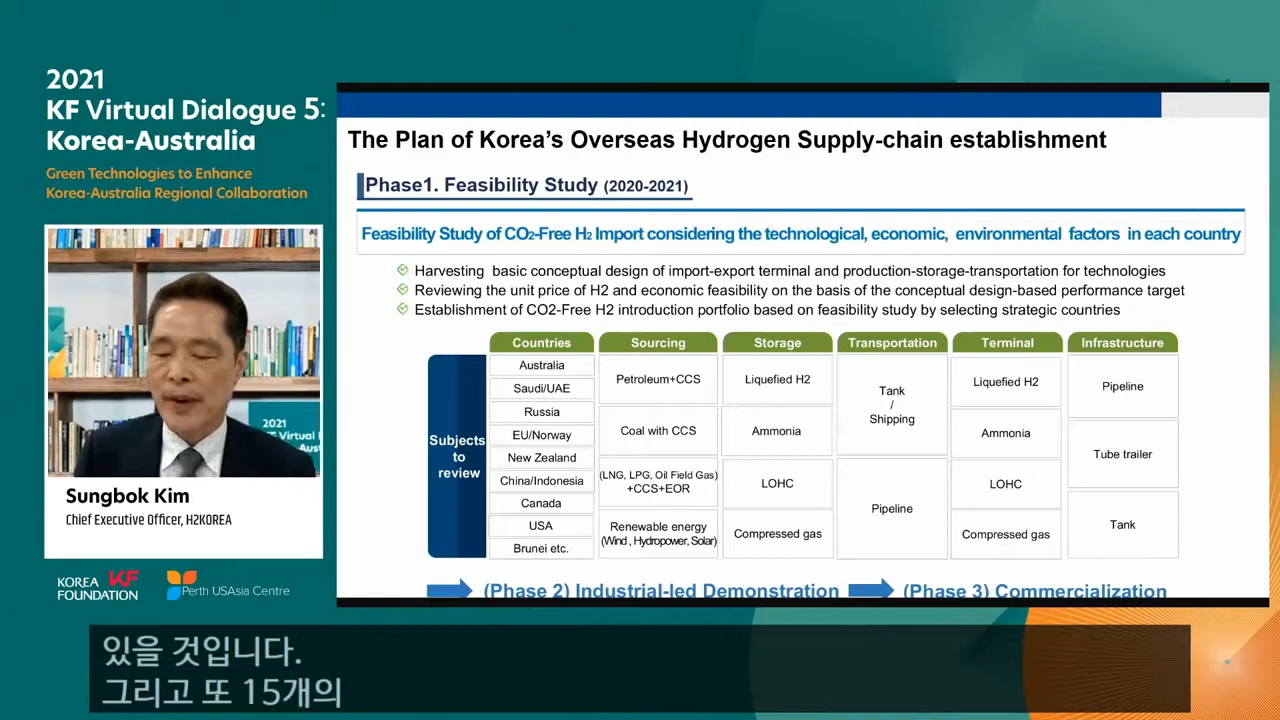 2021
KF Virtual Dialogue 5:
Korea-Australia
Green Technologies to Enhance
Korea-Australia Regional Collaboration
2021
Sungbok Kim
Chief Executive Officer, H2KOREA
KOREA
FOUNDATION
KF
Perth USAsia Centre
The Plan of Korea's Overseas Hydrogen Supply-chain establishment
Phase1. Feasibility Study (2020-2021)
Feasibility Study of CO2-Free H2 Import considering the technological, economic, environmental factors in each country
Harvesting basic conceptual design of import-export terminal and production-storage-transportation for technologies
Reviewing the unit price of H2 and economic feasibility on the basis of the conceptual design-based performance target
Establishment of CO2-Free H2 introduction portfolio based on feasibility study by selecting strategic countries
Subjects
to
review
Countries
Australia
Saudi/UAE
Russia
EU/Norway
New Zealand
China/Indonesia
Canada
USA
Brunei etc.
Sourcing
Petroleum+CCS
Coal with CCS
(LNG, LPG, Oil Field Gas)
+CCS+EOR
Renewable energy
(Wind , Hydropower, Solar)
Storage
Liquefied H2
Ammonia
LOHC
Compressed gas
Transportation
Tank
/
Shipping
Pipeline
Terminal
Liquefied H2
Ammonia
LOHC
Compressed gas
Infrastructure
Pipeline
Tube trailer
Tank
(Phase 2) Industrial-led Demonstration
(Phase 3) Commercialization
있을 것입니다.
그리고 또 15개의